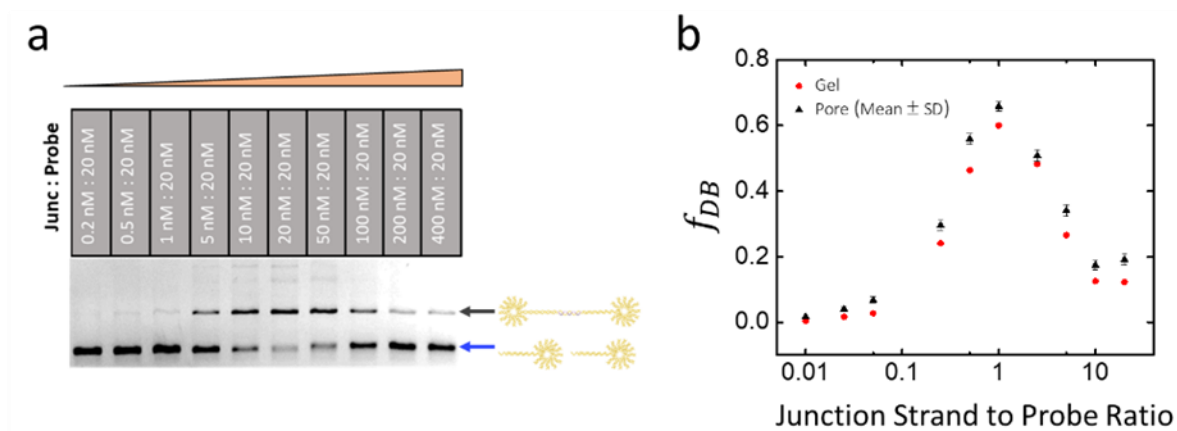 a
Junc : Probe
0.2 nM : 20 nM
0.5 nM : 20 nM
1 nM : 20 nM
5 nM : 20 nM
10 nM : 20 nM
20 nM : 20 nM
50 nM : 20 nM
100 nM : 20 nM
200 nM : 20 nM
400 nM : 20 nM
b
0.8
0.6
0.4
0.2
0.0
f_DB
Gel
Pore (Mean ± SD)
0.01 0.1 1 10
Junction Strand to Probe Ratio